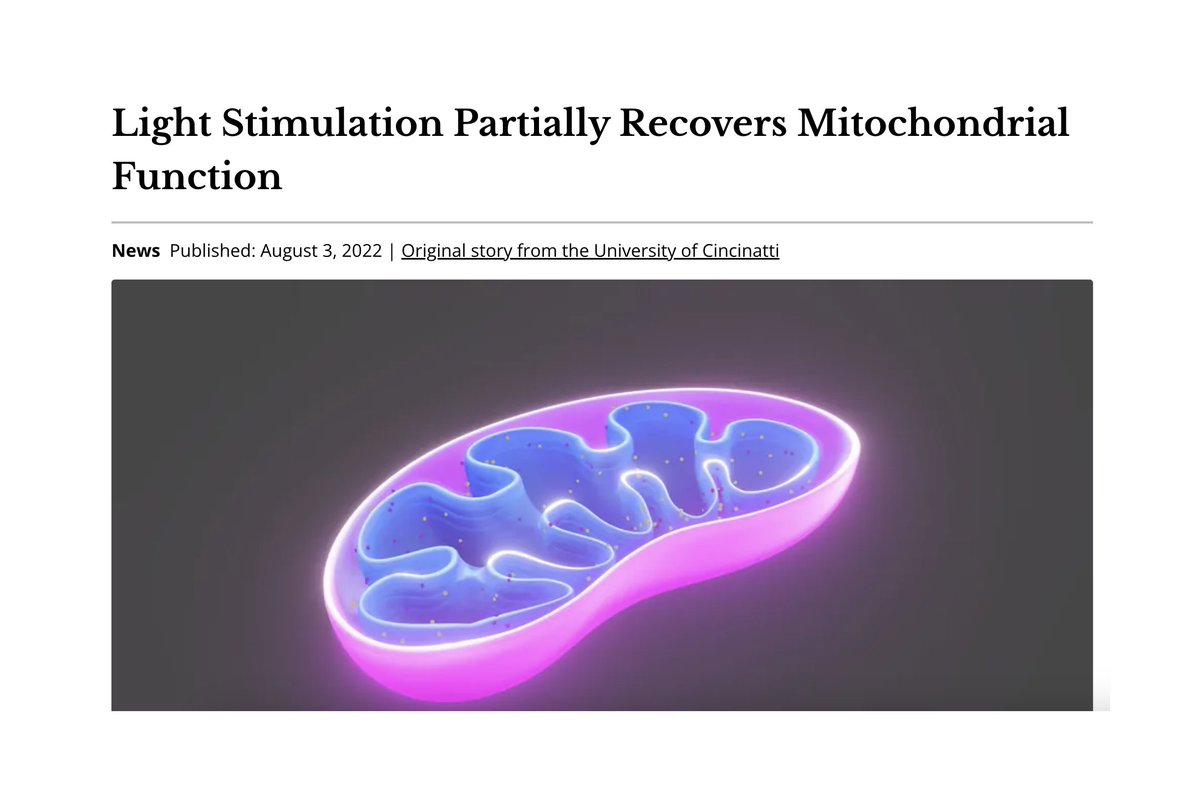 Light Stimulation Partially Recovers Mitochondrial
Function
News Published: August 3, 2022 | Original story from the University of Cincinatti